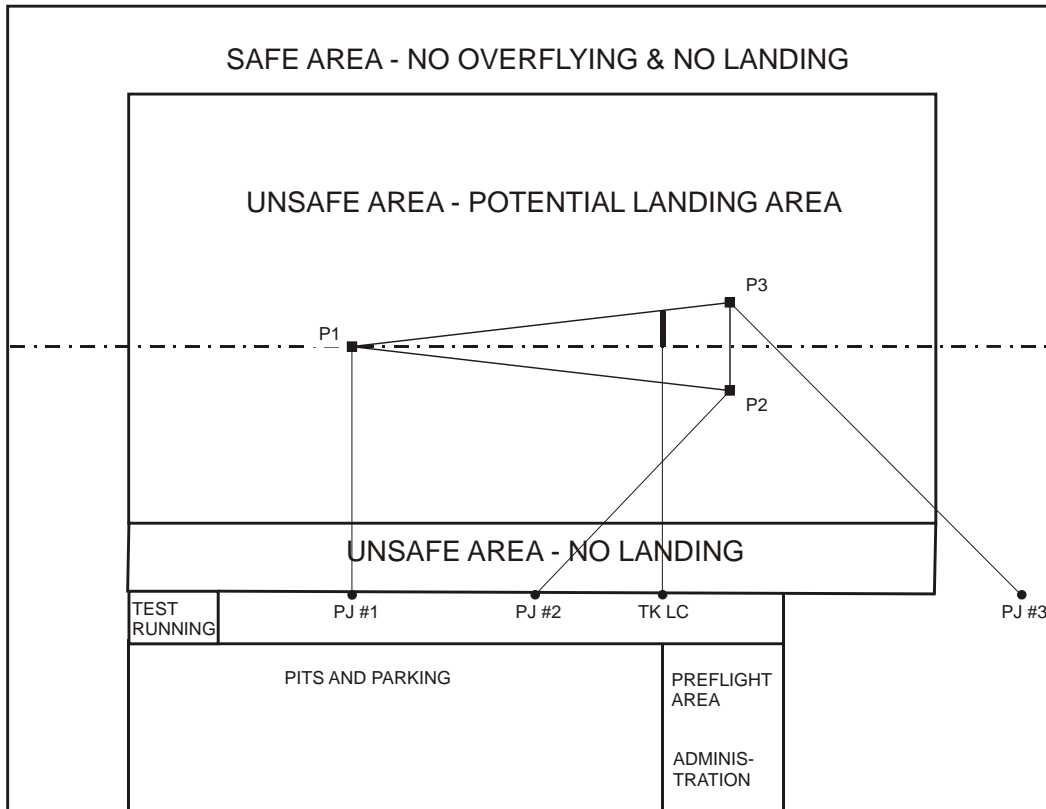 SAFE AREA - NO OVERFLYING & NO LANDING
UNSAFE AREA - POTENTIAL LANDING AREA
P3
P1
P2
UNSAFE AREA - NO LANDING
TEST
RUNNING
PJ #1
PJ #2
TK LC
PJ #3
PITS AND PARKING
PREFLIGHT
AREA
ADMINIS-
TRATION